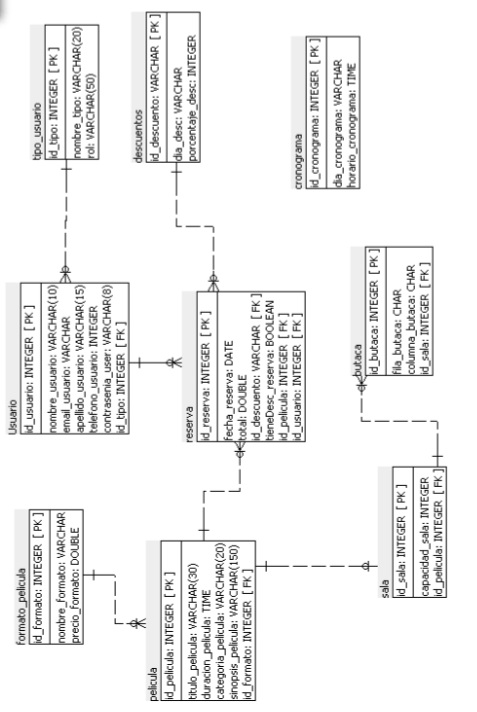 formato_pelicula
id_formato: INTEGER [ PK ]
nombre_formato: VARCHAR
precio_formato: DOUBLE
Usuario
id_usuario: INTEGER [ PK ]
nombre_usuario: VARCHAR(10)
email_usuario: VARCHAR
apellido_usuario: VARCHAR(15)
telefono_usuario: INTEGER
contrasenia_user: VARCHAR(8)
id_tipo: INTEGER [ FK ]
tipo_usuario
id_tipo: INTEGER [ PK ]
nombre_tipo: VARCHAR(20)
rol: VARCHAR(50)
pelicula
id_pelicula: INTEGER [ PK ]
titulo_pelicula: VARCHAR(30)
duracion_pelicula: TIME
categoria_pelicula: VARCHAR(20)
sinopsis_pelicula: VARCHAR(150)
id_formato: INTEGER [ FK ]
reserva
id_reserva: INTEGER [ PK ]
fecha_reserva: DATE
total: DOUBLE
id_descuento: VARCHAR [ FK ]
tieneDesc_reserva: BOOLEAN
id_pelicula: INTEGER [ FK ]
id_usuario: INTEGER [ FK ]
descuentos
id_descuento: VARCHAR [ PK ]
dia_desc: VARCHAR
porcentaje_desc: INTEGER
sala
id_sala: INTEGER [ PK ]
capacidad_sala: INTEGER
id_pelicula: INTEGER [ FK ]
butaca
id_butaca: INTEGER [ PK ]
fila_butaca: CHAR
columna_butaca: CHAR
id_sala: INTEGER [ FK ]
cronograma
id_cronograma: INTEGER [ PK ]
dia_cronograma: VARCHAR
horario_cronograma: TIME